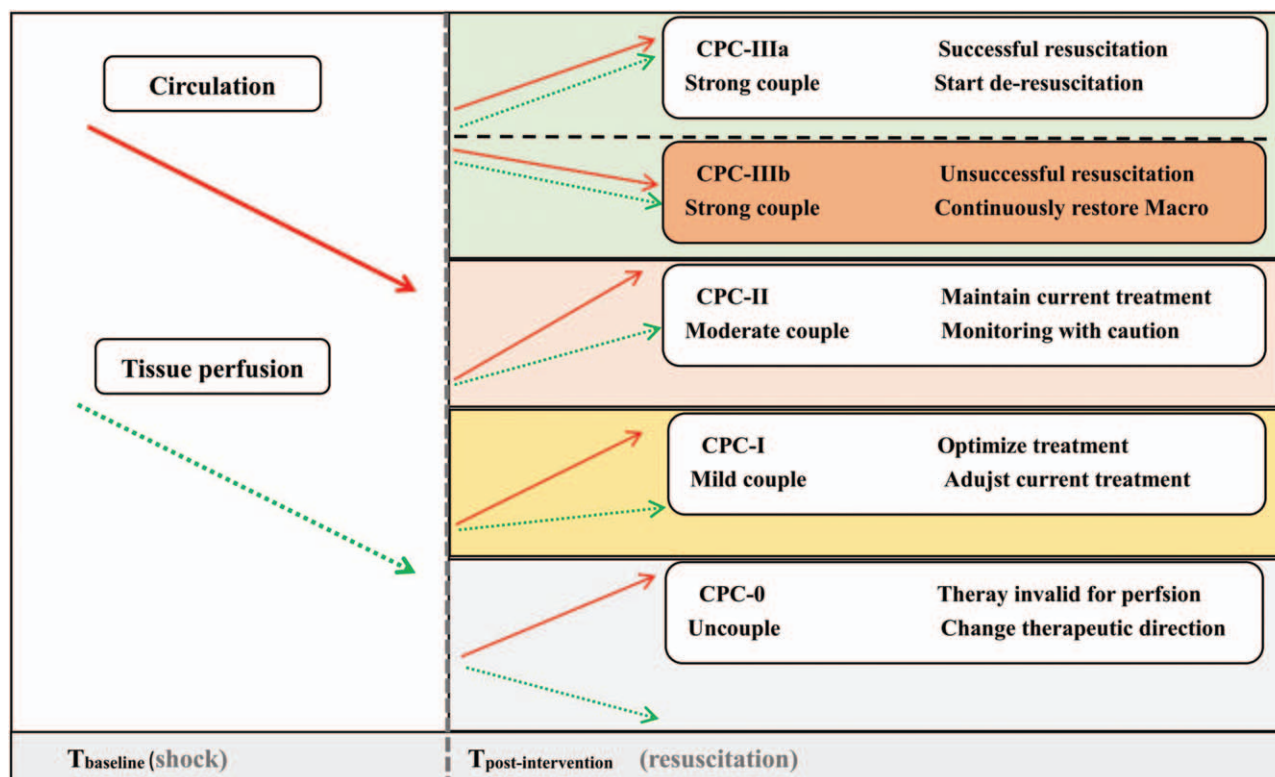 Circulation
Tissue perfusion
CPC-IIIa Successful resuscitation
Strong couple Start de-resuscitation
CPC-IIIb Unsuccessful resuscitation
Strong couple Continuously restore Macro
CPC-II Maintain current treatment
Moderate couple Monitoring with caution
CPC-I Optimize treatment
Mild couple Adujst current treatment
CPC-0 Theray invalid for perfsion
Uncouple Change therapeutic direction
Tbaseline (shock) Tpost-intervention (resuscitation)